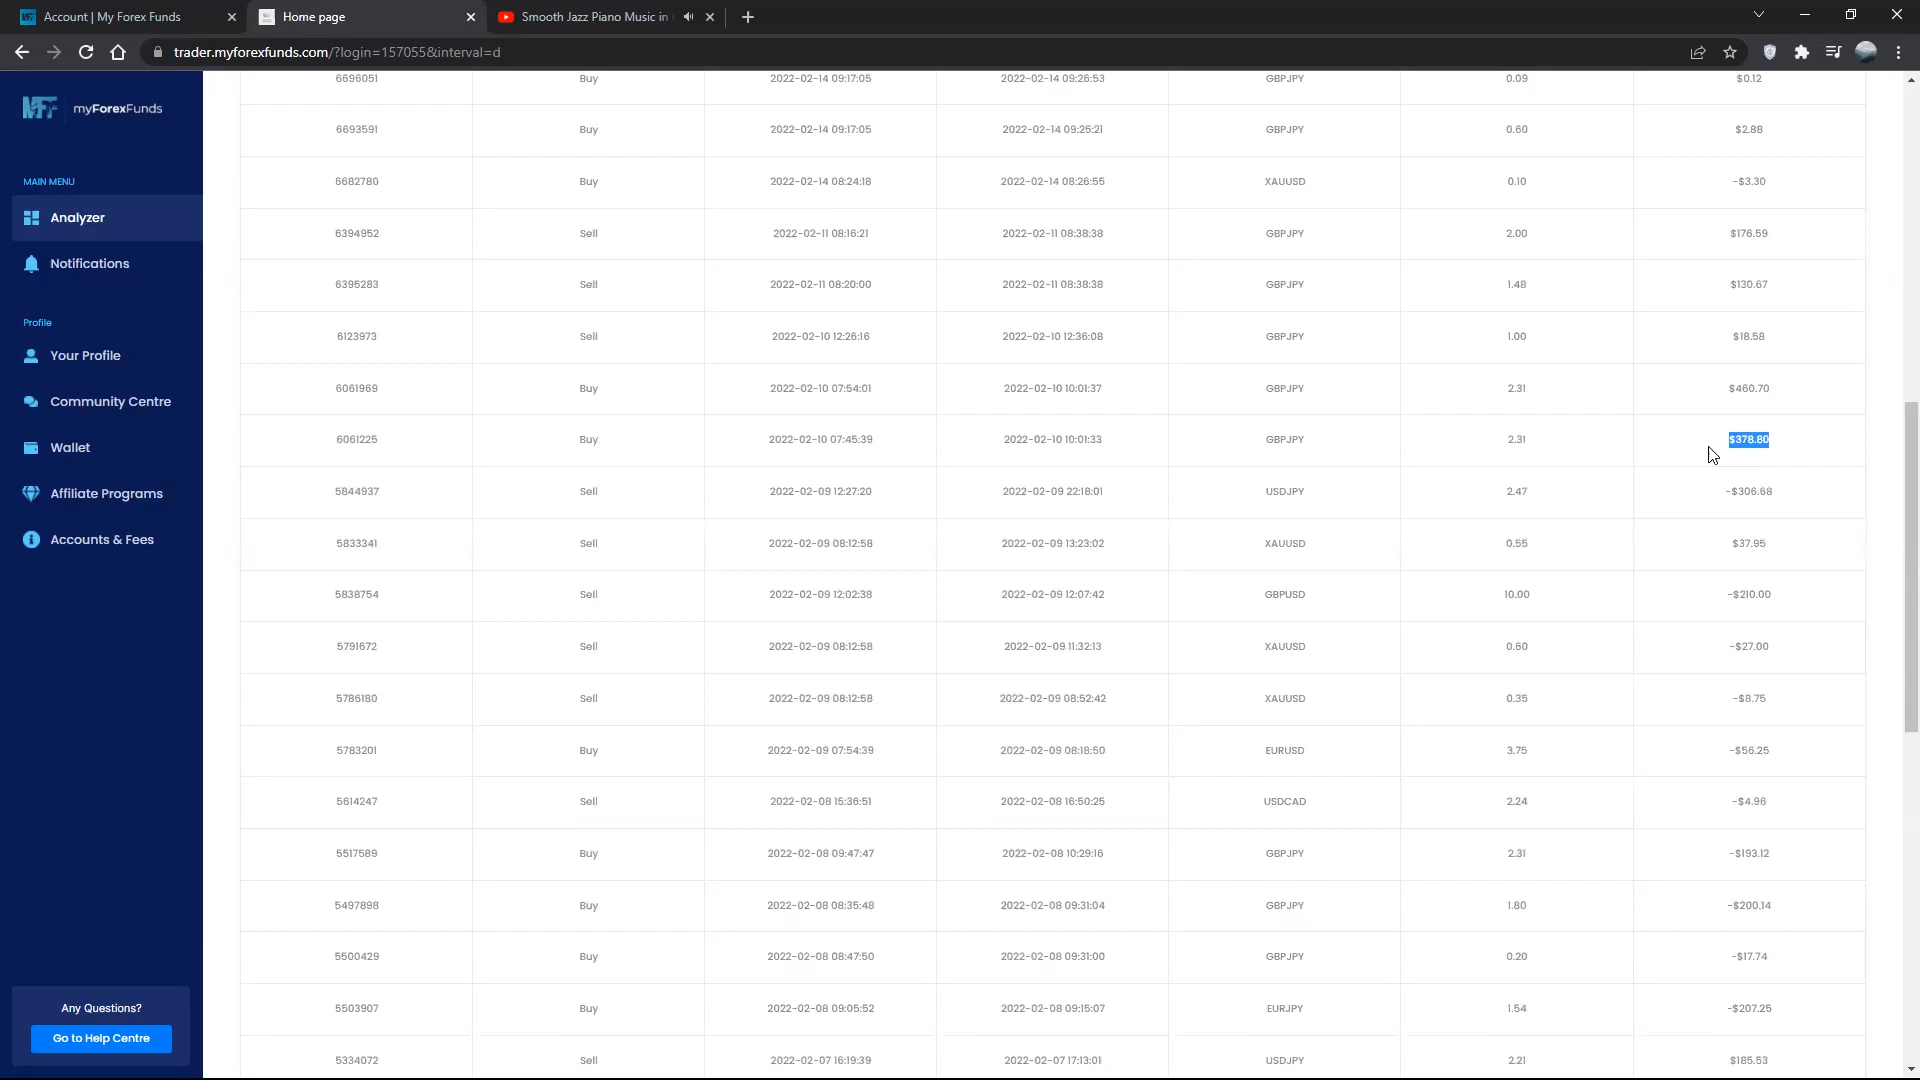 Account | My Forex Funds
Home page
Smooth Jazz Piano Music in
trader.myforexfunds.com/?login=157055&interval=d
MFF myForexFunds
MAIN MENU
Analyzer
Notifications
Profile
Your Profile
Community Centre
Wallet
Affiliate Programs
Accounts & Fees
Any Questions?
Go to Help Centre
6696051 Buy 2022-02-14 09:17:05 2022-02-14 09:26:53 GBPJPY 0.09 $0.12
6693591 Buy 2022-02-14 09:17:05 2022-02-14 09:25:21 GBPJPY 0.60 $2.88
6682780 Buy 2022-02-14 08:24:18 2022-02-14 08:26:55 XAUUSD 0.10 -$3.30
6394952 Sell 2022-02-11 08:16:21 2022-02-11 08:38:38 GBPJPY 2.00 $176.59
6395283 Sell 2022-02-11 08:20:00 2022-02-11 08:38:38 GBPJPY 1.48 $130.67
6123973 Sell 2022-02-10 12:26:16 2022-02-10 12:36:08 GBPJPY 1.00 $18.58
6061969 Buy 2022-02-10 07:54:01 2022-02-10 10:01:37 GBPJPY 2.31 $460.70
6061225 Buy 2022-02-10 07:45:39 2022-02-10 10:01:33 GBPJPY 2.31 $378.80
5844937 Sell 2022-02-09 12:27:20 2022-02-09 22:18:01 USDJPY 2.47 -$306.68
5833341 Sell 2022-02-09 08:12:58 2022-02-09 13:23:02 XAUUSD 0.55 $37.95
5838754 Sell 2022-02-09 12:02:38 2022-02-09 12:07:42 GBPUSD 10.00 -$210.00
5791672 Sell 2022-02-09 08:12:58 2022-02-09 11:32:13 XAUUSD 0.60 -$27.00
5786180 Sell 2022-02-09 08:12:58 2022-02-09 08:52:42 XAUUSD 0.35 -$8.75
5783201 Buy 2022-02-09 07:54:39 2022-02-09 08:18:50 EURUSD 3.75 -$56.25
5614247 Sell 2022-02-08 15:36:51 2022-02-08 16:50:25 USDCAD 2.24 -$4.96
5517589 Buy 2022-02-08 09:47:47 2022-02-08 10:29:16 GBPJPY 2.31 -$193.12
5497898 Buy 2022-02-08 08:35:48 2022-02-08 09:31:04 GBPJPY 1.80 -$200.14
5500429 Buy 2022-02-08 08:47:50 2022-02-08 09:31:00 GBPJPY 0.20 -$17.74
5503907 Buy 2022-02-08 09:05:52 2022-02-08 09:15:07 EURJPY 1.54 -$207.25
5334072 Sell 2022-02-07 16:19:39 2022-02-07 17:13:01 USDJPY 2.21 $185.53